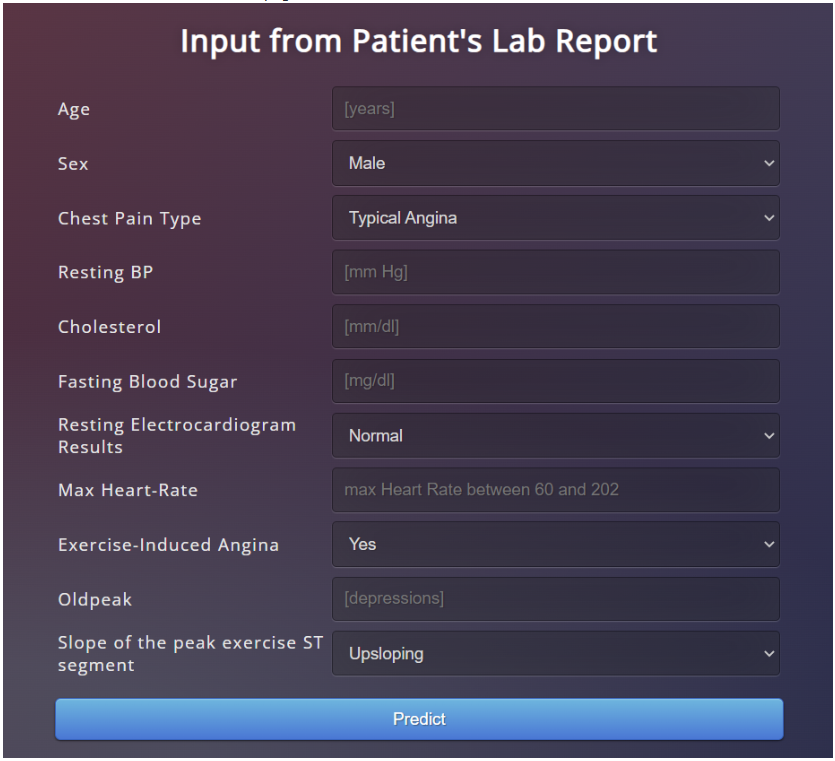 Input from Patient's Lab Report
Age
[years]
Sex
Male
Chest Pain Type
Typical Angina
Resting BP
[mm Hg]
Cholesterol
[mm/dl]
Fasting Blood Sugar
[mg/dl]
Resting Electrocardiogram
Results
Normal
Max Heart-Rate
max Heart Rate between 60 and 202
Exercise-Induced Angina
Yes
Oldpeak
[depressions]
Slope of the peak exercise ST
segment
Upsloping
Predict